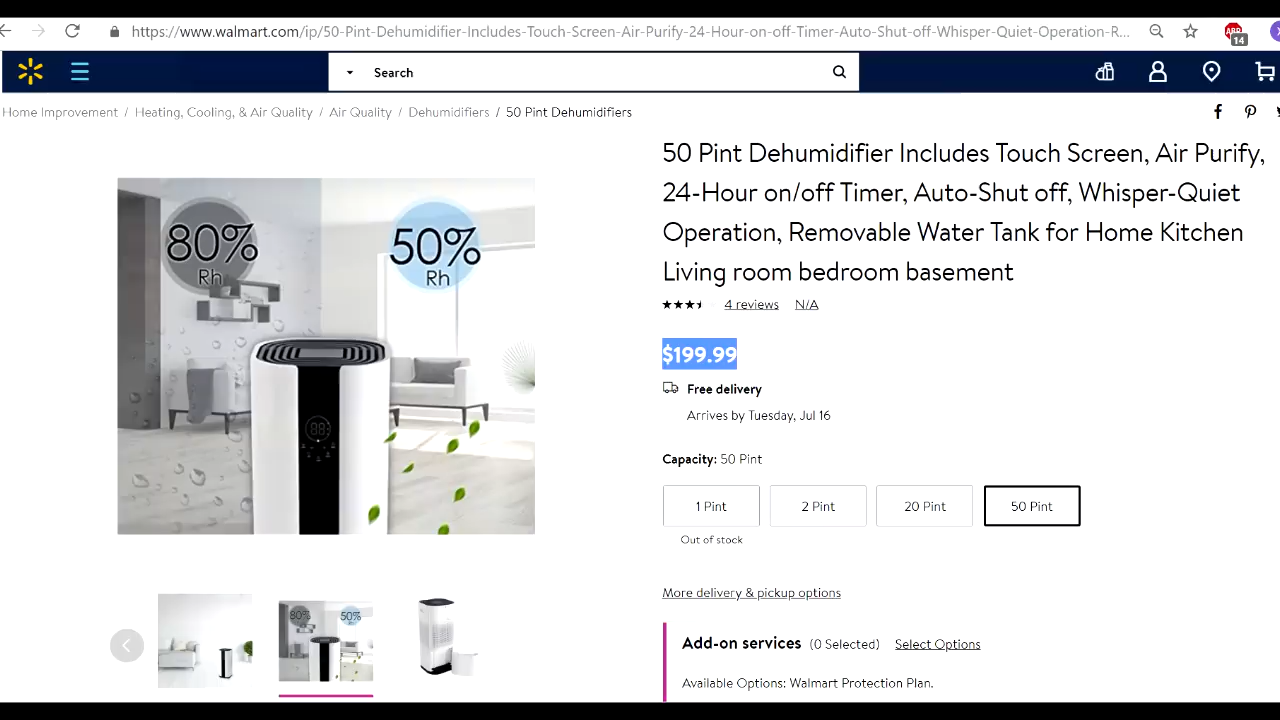 https://www.walmart.com/ip/50-Pint-Dehumidifier-Includes-Touch-Screen-Air-Purify-24-Hour-on-off-Timer-Auto-Shut-off-Whisper-Quiet-Operation-R...
14
Search
Home Improvement / Heating, Cooling, & Air Quality / Air Quality / Dehumidifiers / 50 Pint Dehumidifiers
50 Pint Dehumidifier Includes Touch Screen, Air Purify,
24-Hour on/off Timer, Auto-Shut off, Whisper-Quiet
Operation, Removable Water Tank for Home Kitchen
Living room bedroom basement
4 reviews N/A
$199.99
Free delivery
Arrives by Tuesday, Jul 16
Capacity: 50 Pint
1 Pint
2 Pint
20 Pint
50 Pint
Out of stock
More delivery & pickup options
Add-on services (0 Selected) Select Options
Available Options: Walmart Protection Plan.
80%
Rh
50%
Rh
80%
50%